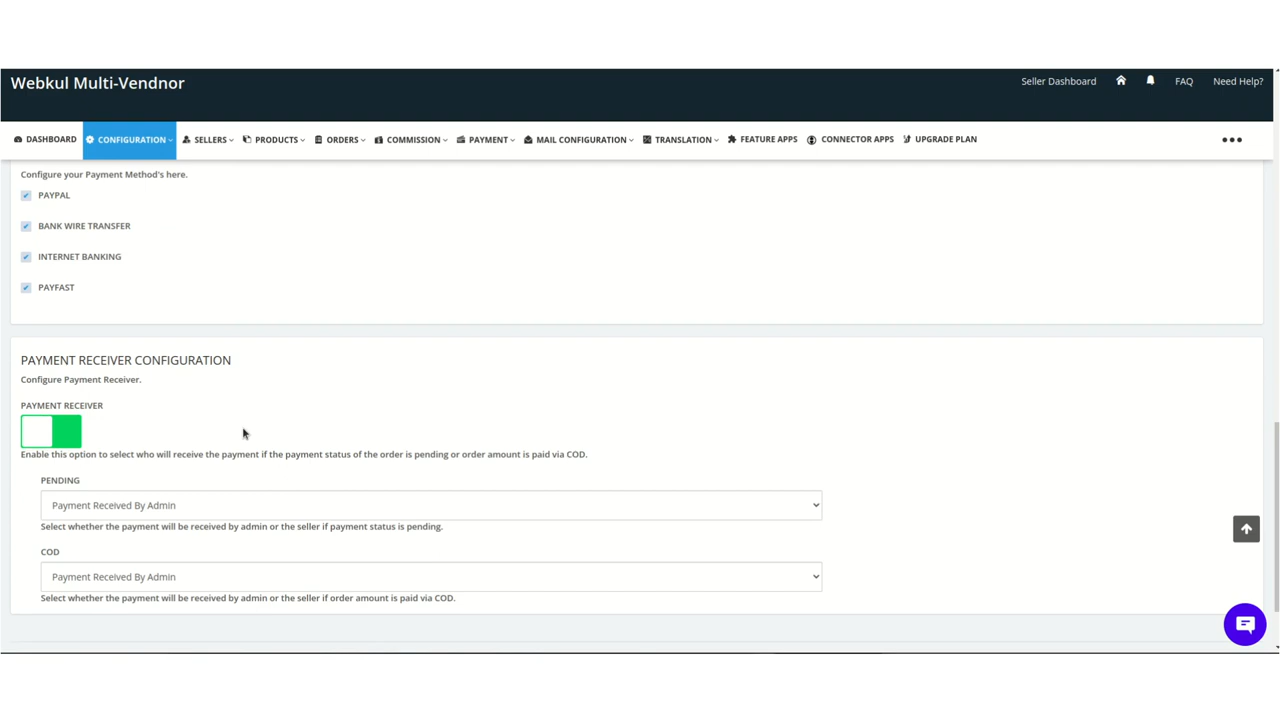 Webkul Multi-Vendnor
Seller Dashboard FAQ Need Help?
DASHBOARD CONFIGURATION SELLERS PRODUCTS ORDERS COMMISSION PAYMENT MAIL CONFIGURATION TRANSLATION FEATURE APPS CONNECTOR APPS UPGRADE PLAN
Configure your Payment Method's here.
PAYPAL
BANK WIRE TRANSFER
INTERNET BANKING
PAYFAST
PAYMENT RECEIVER CONFIGURATION
Configure Payment Receiver.
PAYMENT RECEIVER
Enable this option to select who will receive the payment if the payment status of the order is pending or order amount is paid via COD.
PENDING
Payment Received By Admin
Select whether the payment will be received by admin or the seller if payment status is pending.
COD
Payment Received By Admin
Select whether the payment will be received by admin or the seller if order amount is paid via COD.